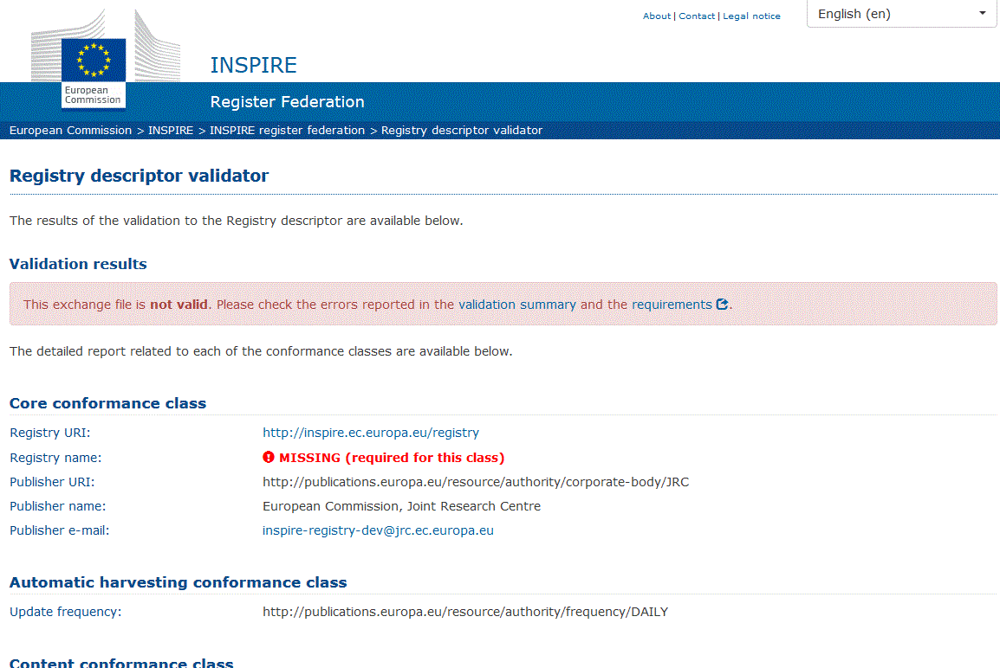 About | Contact | Legal notice
English (en)
INSPIRE
European
Commission
Register Federation
European Commission > INSPIRE > INSPIRE register federation > Registry descriptor validator
Registry descriptor validator
The results of the validation to the Registry descriptor are available below.
Validation results
This exchange file is not valid. Please check the errors reported in the validation summary and the requirements.
The detailed report related to each of the conformance classes are available below.
Core conformance class
Registry URI: http://inspire.ec.europa.eu/registry
Registry name: MISSING (required for this class)
Publisher URI: http://publications.europa.eu/resource/authority/corporate-body/JRC
Publisher name: European Commission, Joint Research Centre
Publisher e-mail: inspire-registry-dev@jrc.ec.europa.eu
Automatic harvesting conformance class
Update frequency: http://publications.europa.eu/resource/authority/frequency/DAILY
Content conformance class